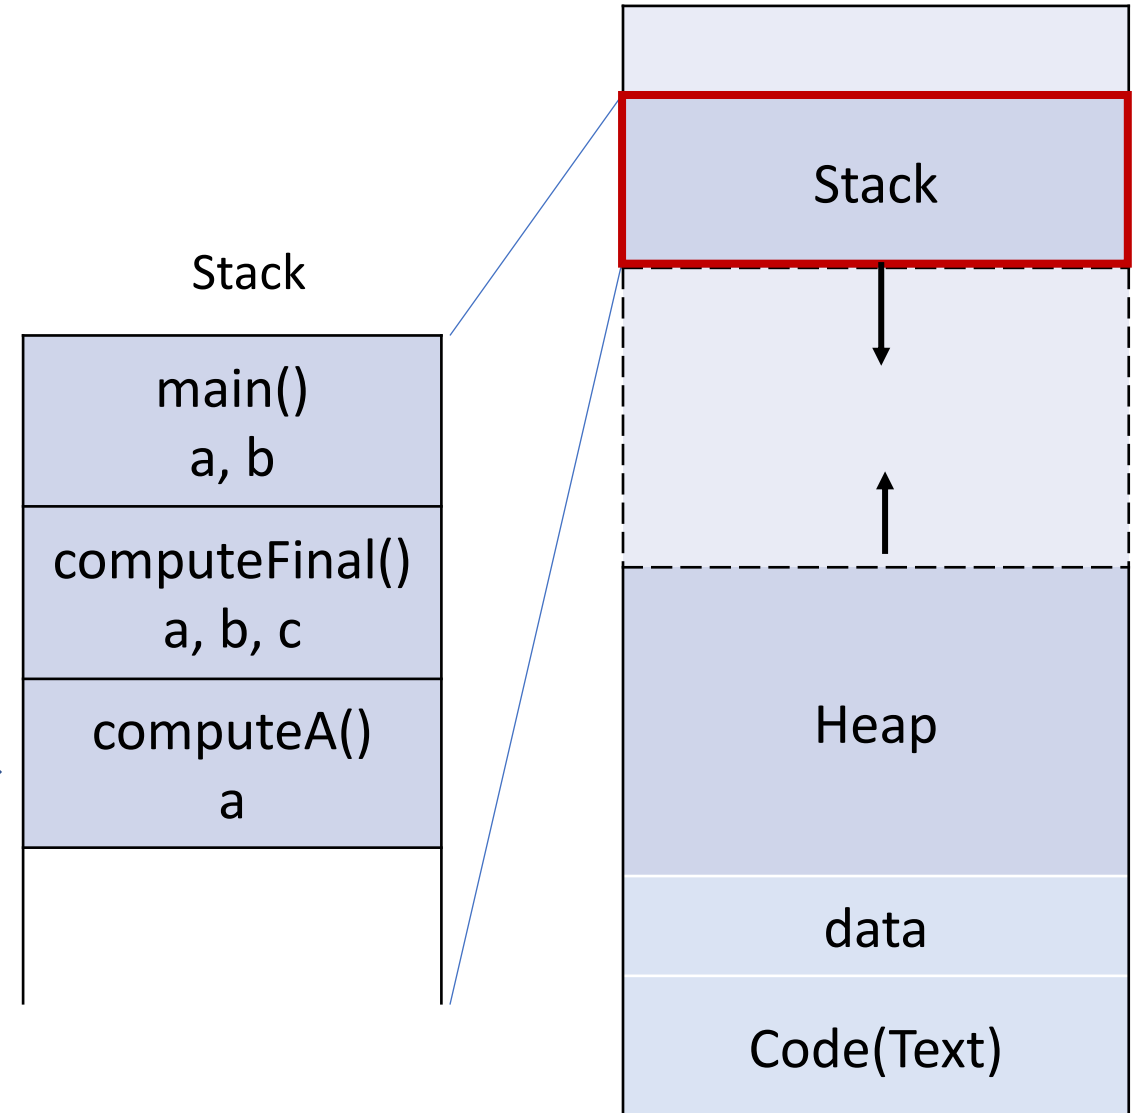 Stack
main()
a, b
computeFinal()
a, b, c
computeA()
a
Stack
Heap
data
Code(Text)